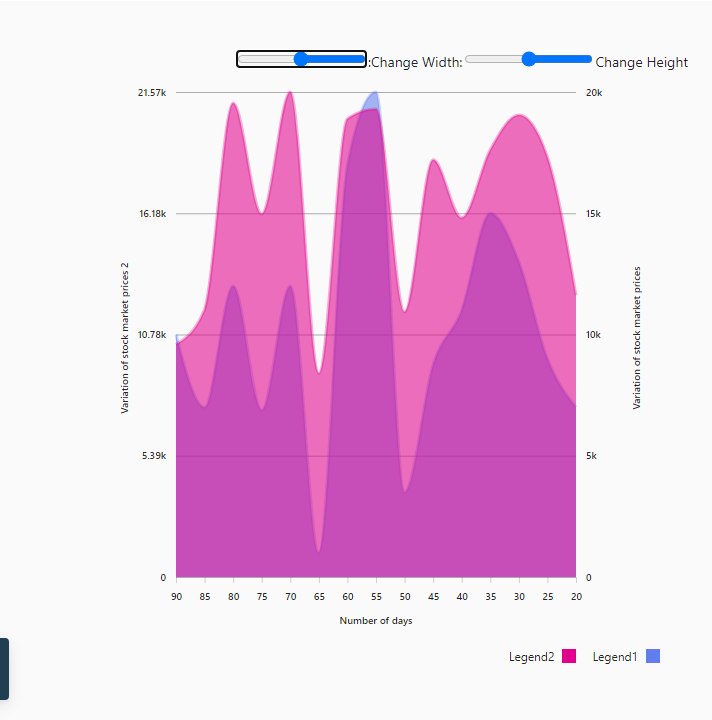 :Change Width: Change Height
21.57k 20k
16.18k 15k
10.78k 10k
5.39k 5k
0 0
Variation of stock market prices 2
Variation of stock market prices
90 85 80 75 70 65 60 55 50 45 40 35 30 25 20
Number of days
Legend2 Legend1